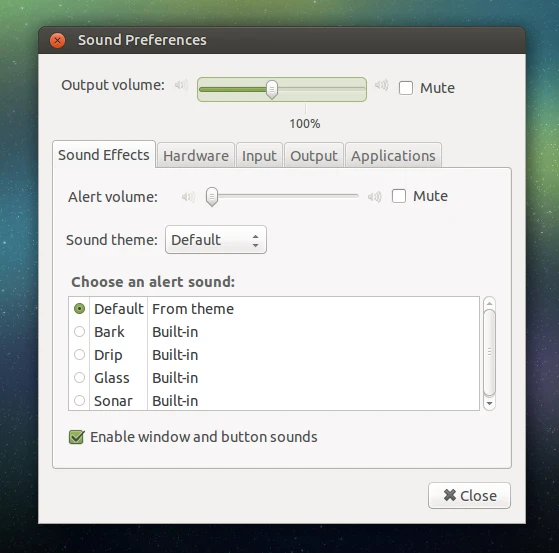 Sound Preferences
Output volume: Mute
100%
Sound Effects Hardware Input Output Applications
Alert volume: Mute
Sound theme: Default
Choose an alert sound:
Default From theme
Bark Built-in
Drip Built-in
Glass Built-in
Sonar Built-in
Enable window and button sounds
Close